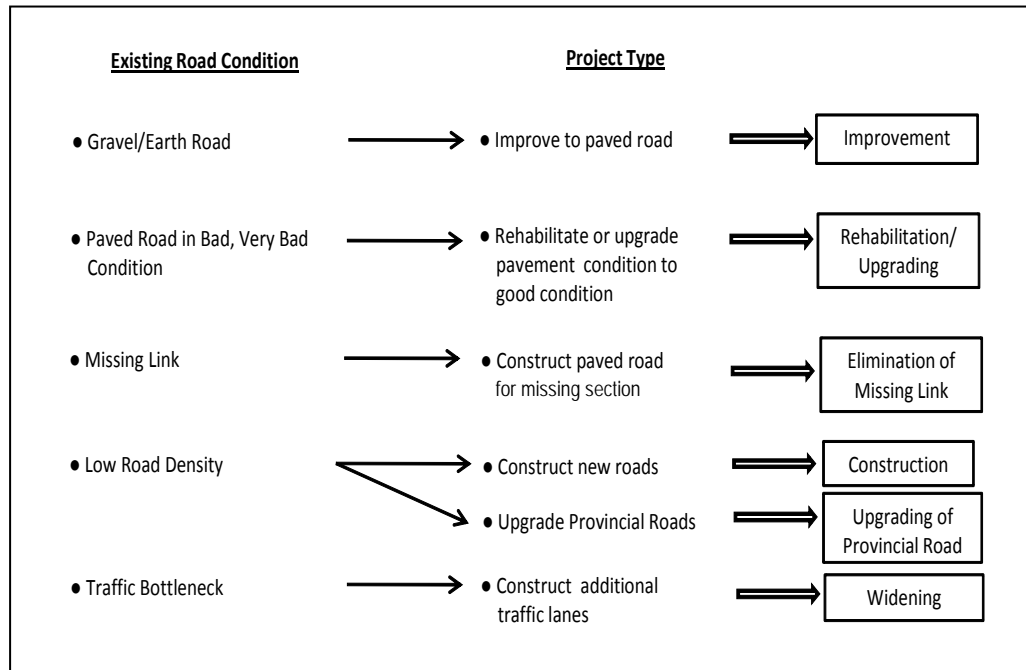 Existing Road Condition
Project Type
● Gravel/Earth Road
● Improve to paved road
Improvement
● Paved Road in Bad, Very Bad
Condition
● Rehabilitate or upgrade
pavement condition to
good condition
Rehabilitation/
Upgrading
● Missing Link
● Construct paved road
for missing section
Elimination of
Missing Link
● Low Road Density
● Construct new roads
Construction
● Upgrade Provincial Roads
Upgrading of
Provincial Road
● Traffic Bottleneck
● Construct additional
traffic lanes
Widening